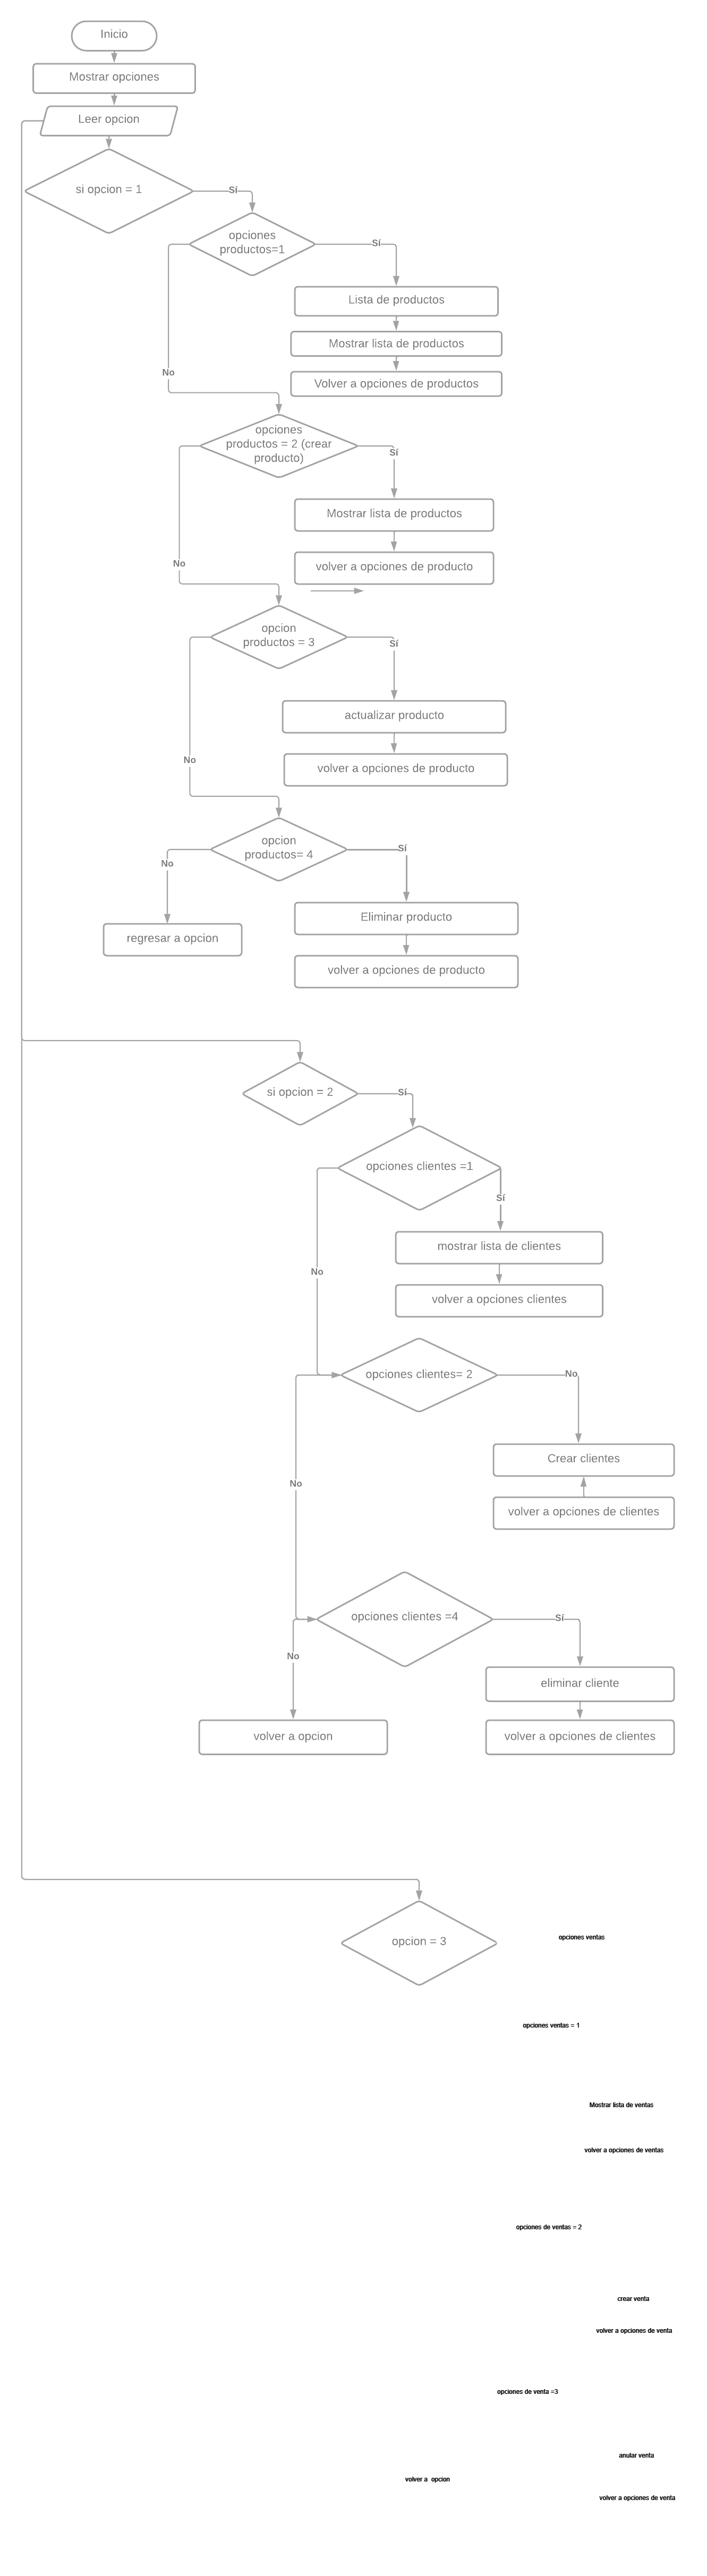 Inicio
Mostrar opciones
Leer opcion
si opcion = 1
Sí
opciones
productos=1
Sí
Lista de productos
Mostrar lista de productos
No
Volver a opciones de productos
opciones
productos = 2 (crear
producto)
Sí
Mostrar lista de productos
No
volver a opciones de producto
opcion
productos = 3
Sí
actualizar producto
No
volver a opciones de producto
opcion
productos= 4
Sí
No
Eliminar producto
regresar a opcion
volver a opciones de producto
si opcion = 2
Sí
opciones clientes =1
Sí
mostrar lista de clientes
No
volver a opciones clientes
opciones clientes= 2
No
Crear clientes
No
volver a opciones de clientes
opciones clientes =4
Sí
No
eliminar cliente
volver a opcion
volver a opciones de clientes
opcion = 3
opciones ventas
opciones ventas = 1
Mostrar lista de ventas
volver a opciones de ventas
opciones de ventas = 2
crear venta
volver a opciones de venta
opciones de venta =3
anular venta
volver a opcion
volver a opciones de venta